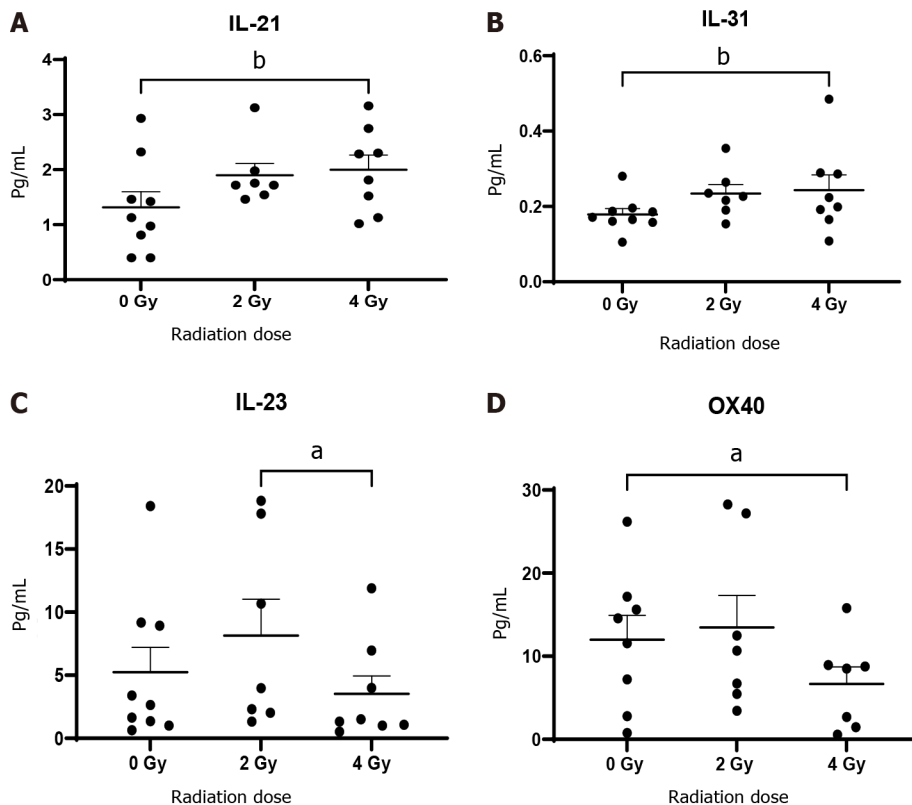 A
IL-21
b
Pg/mL
4
3
2
1
0
0 Gy
2 Gy
4 Gy
Radiation dose
B
IL-31
b
Pg/mL
0.6
0.4
0.2
0.0
0 Gy
2 Gy
4 Gy
Radiation dose
C
IL-23
a
Pg/mL
20
15
10
5
0
0 Gy
2 Gy
4 Gy
Radiation dose
D
OX40
a
Pg/mL
30
20
10
0
0 Gy
2 Gy
4 Gy
Radiation dose